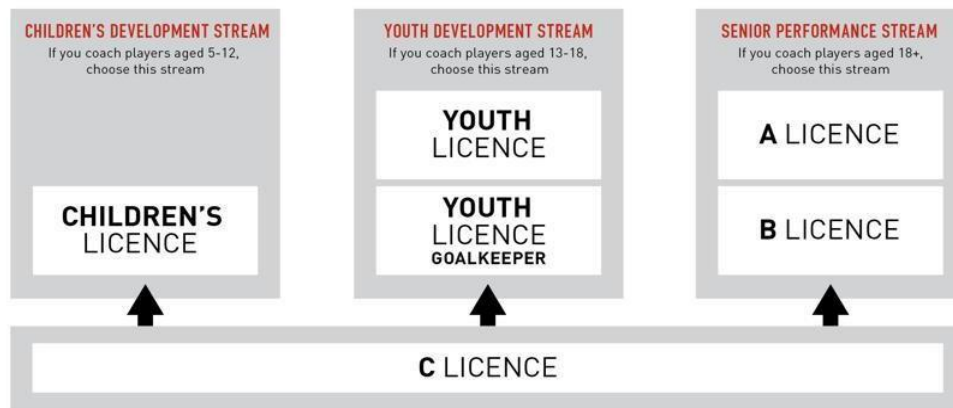 CHILDREN'S DEVELOPMENT STREAM
If you coach players aged 5-12,
choose this stream
CHILDREN'S
LICENCE
YOUTH DEVELOPMENT STREAM
If you coach players aged 13-18,
choose this stream
YOUTH
LICENCE
YOUTH
LICENCE
GOALKEEPER
SENIOR PERFORMANCE STREAM
If you coach players aged 18+,
choose this stream
A LICENCE
B LICENCE
C LICENCE